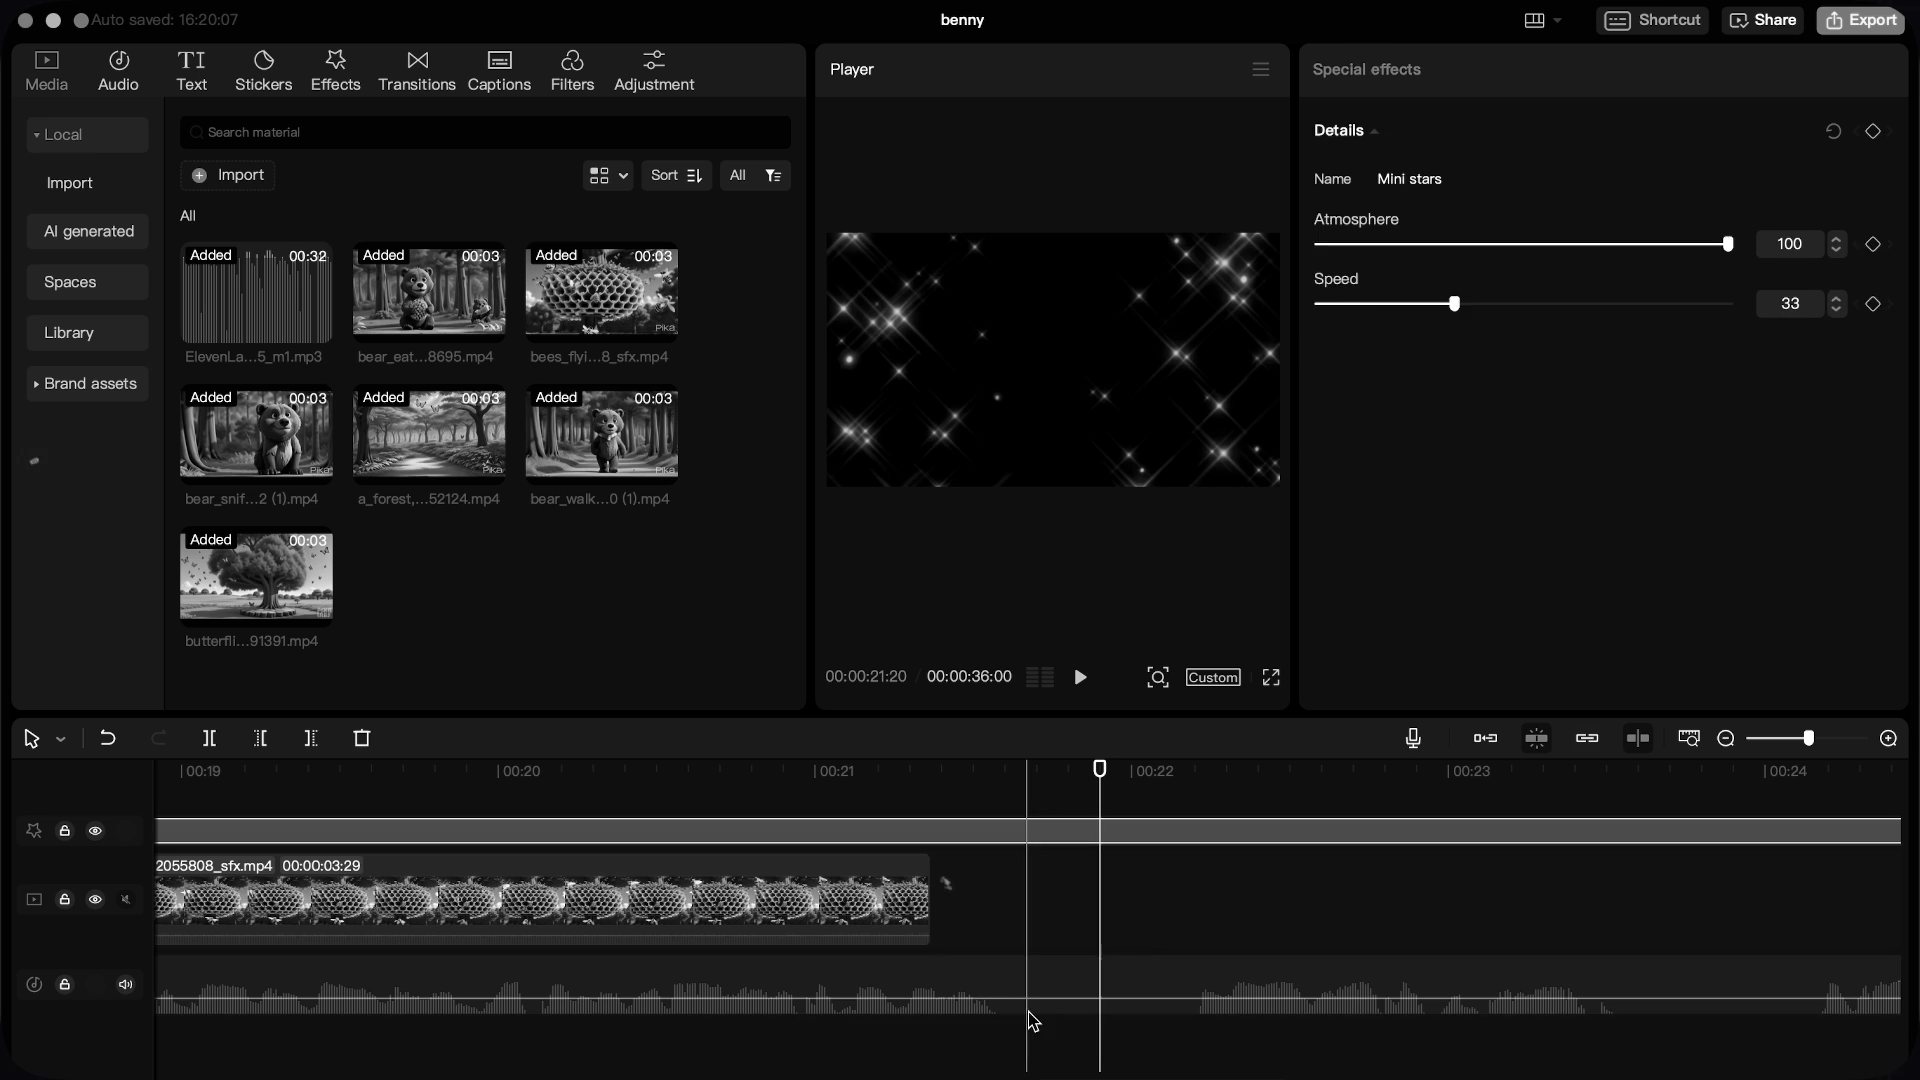 Auto saved: 16:20:07
benny
Shortcut
Share
Export
Media
Audio
TI
Text
Stickers
Effects
Transitions
Captions
Filters
Adjustment
Local
Import
AI generated
Spaces
Library
Brand assets
Search material
Import
Sort
All
All
Added 00:32
Added 00:03
Pika
Added 00:03
Pika
ElevenLa...5_m1.mp3
bear_eat...8695.mp4
bees_flyi...8_sfx.mp4
Added 00:03
Pika
Added 00:03
Pika
Added 00:03
Pika
bear_snif...2 (1).mp4
a_forest,...52124.mp4
bear_walk...0 (1).mp4
Added 00:03
butterfli...91391.mp4
Player
00:00:21:20
00:00:36:00
Custom
Special effects
Details
Name Mini stars
Atmosphere
100
Speed
33
00:19
00:20
00:21
00:22
00:23
00:24
2055808_sfx.mp4 00:00:03:29